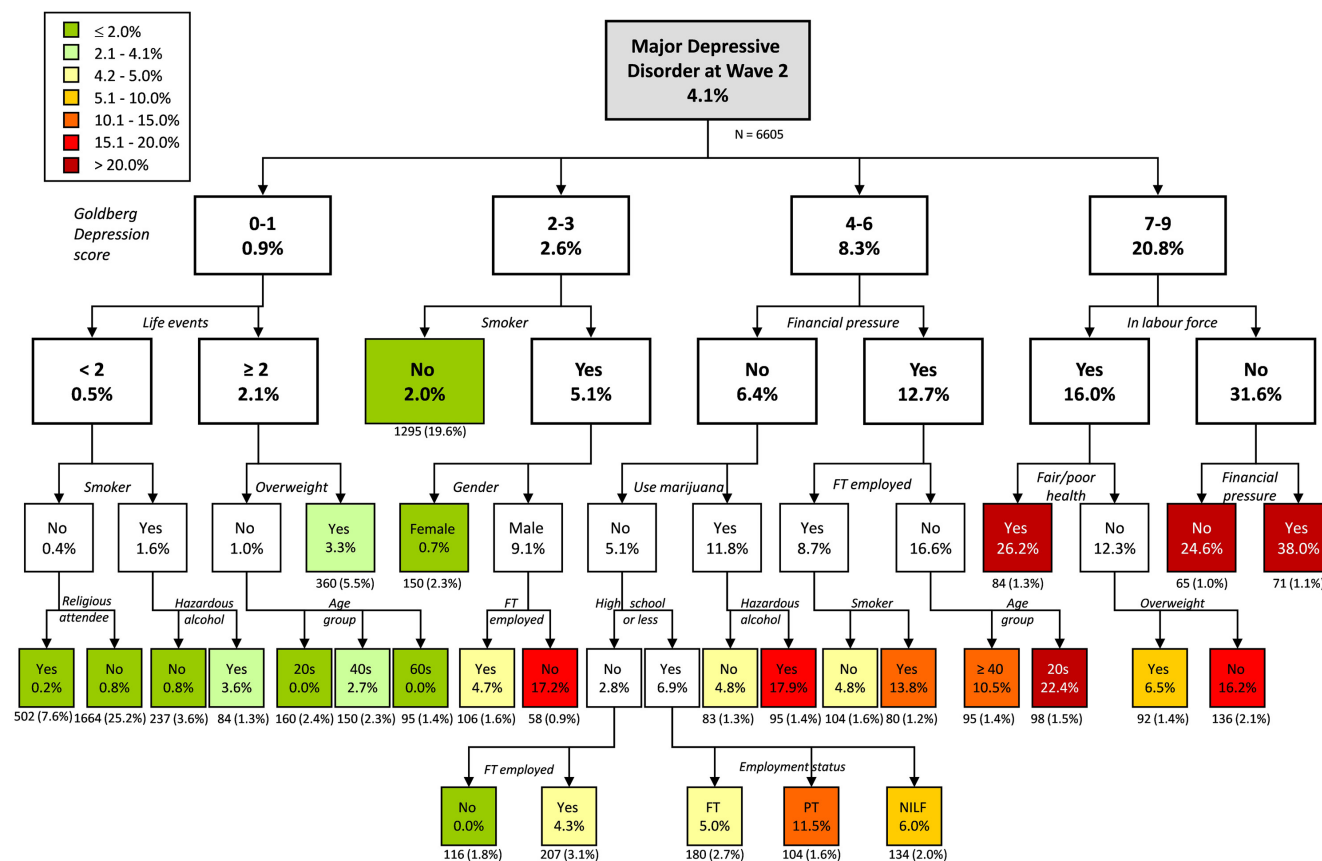 ≤ 2.0%
2.1 - 4.1%
4.2 - 5.0%
5.1 - 10.0%
10.1 - 15.0%
15.1 - 20.0%
> 20.0%
Major Depressive
Disorder at Wave 2
4.1%
N = 6605
Goldberg
Depression
score
0-1
0.9%
2-3
2.6%
4-6
8.3%
7-9
20.8%
Life events
Smoker
Financial pressure
In labour force
< 2
0.5%
≥ 2
2.1%
No
2.0%
1295 (19.6%)
Yes
5.1%
No
6.4%
Yes
12.7%
Yes
16.0%
No
31.6%
Smoker
Overweight
Gender
Use marijuana
FT employed
Fair/poor
health
Financial
pressure
No
0.4%
Yes
1.6%
No
1.0%
Yes
3.3%
360 (5.5%)
Female
0.7%
150 (2.3%)
Male
9.1%
No
5.1%
Yes
11.8%
Yes
8.7%
No
16.6%
Yes
26.2%
84 (1.3%)
No
12.3%
No
24.6%
65 (1.0%)
Yes
38.0%
71 (1.1%)
Religious
attendee
Hazardous
alcohol
Age
group
FT
employed
High school
or less
Hazardous
alcohol
Smoker
Age
group
Overweight
Yes
0.2%
502 (7.6%)
No
0.8%
1664 (25.2%)
No
0.8%
237 (3.6%)
Yes
3.6%
84 (1.3%)
20s
0.0%
160 (2.4%)
40s
2.7%
150 (2.3%)
60s
0.0%
95 (1.4%)
Yes
4.7%
106 (1.6%)
No
17.2%
58 (0.9%)
No
2.8%
Yes
6.9%
No
4.8%
83 (1.3%)
Yes
17.9%
95 (1.4%)
No
4.8%
104 (1.6%)
Yes
13.8%
80 (1.2%)
≥ 40
10.5%
95 (1.4%)
20s
22.4%
98 (1.5%)
Yes
6.5%
92 (1.4%)
No
16.2%
136 (2.1%)
FT employed
Employment status
No
0.0%
116 (1.8%)
Yes
4.3%
207 (3.1%)
FT
5.0%
180 (2.7%)
PT
11.5%
104 (1.6%)
NILF
6.0%
134 (2.0%)